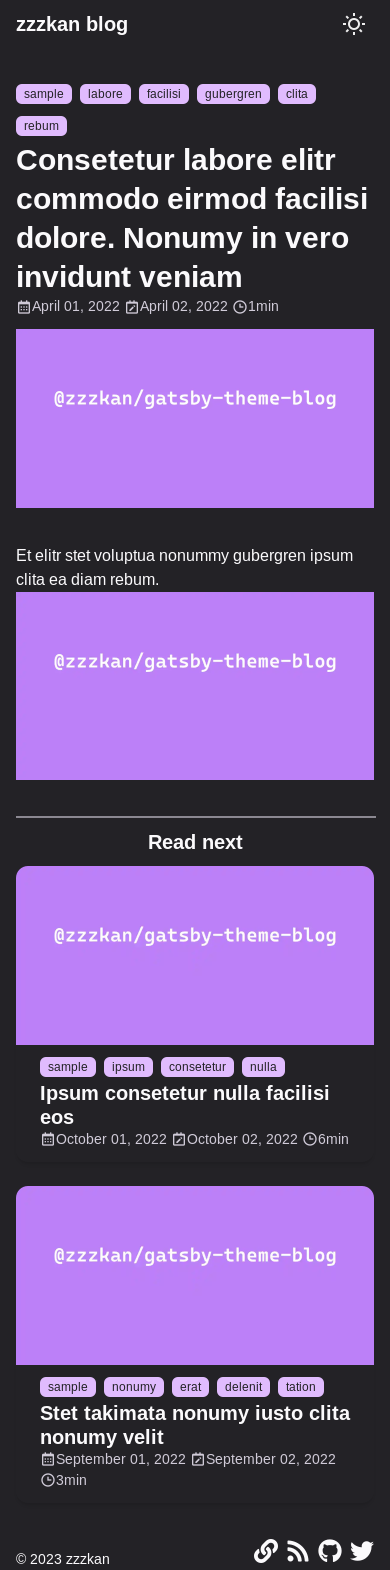 zzzkan blog
sample labore facilisi gubergren clita
rebum
Consetetur labore elitr
commodo eirmod facilisi
dolore. Nonumy in vero
invidunt veniam
April 01, 2022 April 02, 2022 1min
@zzzkan/gatsby-theme-blog
Et elitr stet voluptua nonummy gubergren ipsum
clita ea diam rebum.
@zzzkan/gatsby-theme-blog
Read next
@zzzkan/gatsby-theme-blog
sample ipsum consetetur nulla
Ipsum consetetur nulla facilisi
eos
October 01, 2022 October 02, 2022 6min
@zzzkan/gatsby-theme-blog
sample nonumy erat delenit tation
Stet takimata nonumy iusto clita
nonumy velit
September 01, 2022 September 02, 2022
3min
© 2023 zzzkan